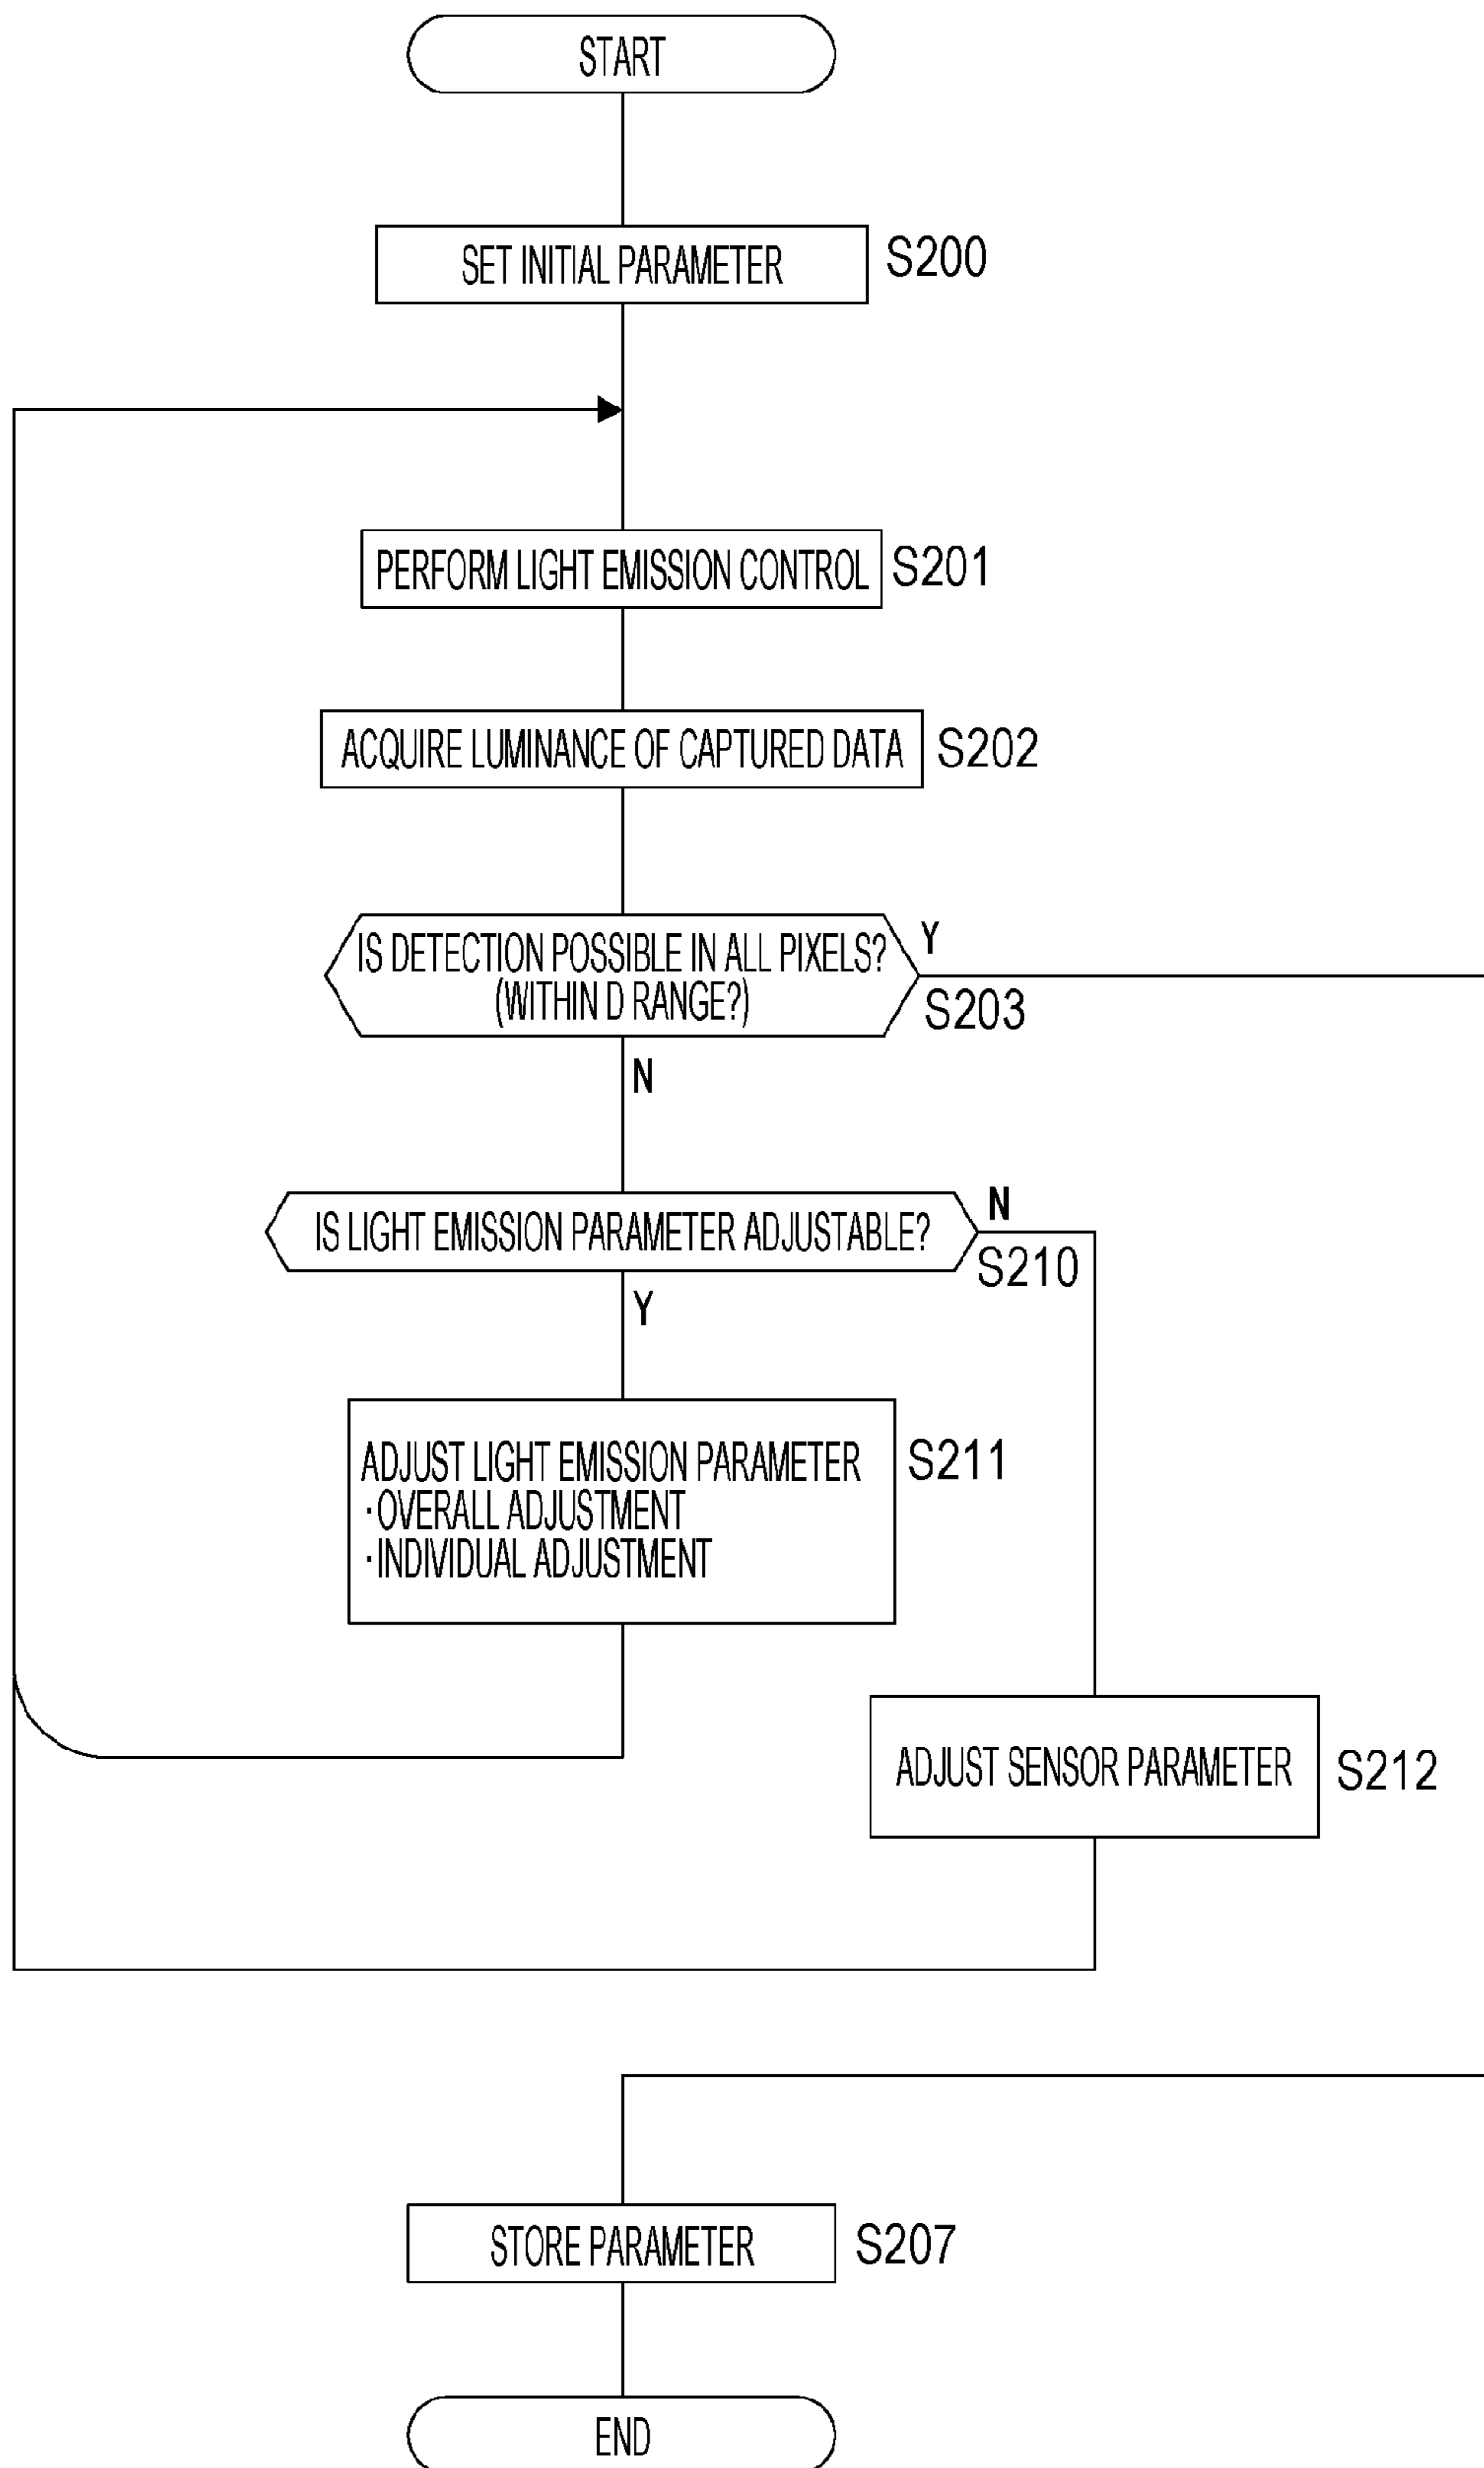 START
SET INITIAL PARAMETER
S200
PERFORM LIGHT EMISSION CONTROL
S201
ACQUIRE LUMINANCE OF CAPTURED DATA
S202
IS DETECTION POSSIBLE IN ALL PIXELS?
(WITHIN D RANGE?)
Y
S203
N
IS LIGHT EMISSION PARAMETER ADJUSTABLE?
N
S210
Y
ADJUST LIGHT EMISSION PARAMETER
·OVERALL ADJUSTMENT
·INDIVIDUAL ADJUSTMENT
S211
ADJUST SENSOR PARAMETER
S212
STORE PARAMETER
S207
END